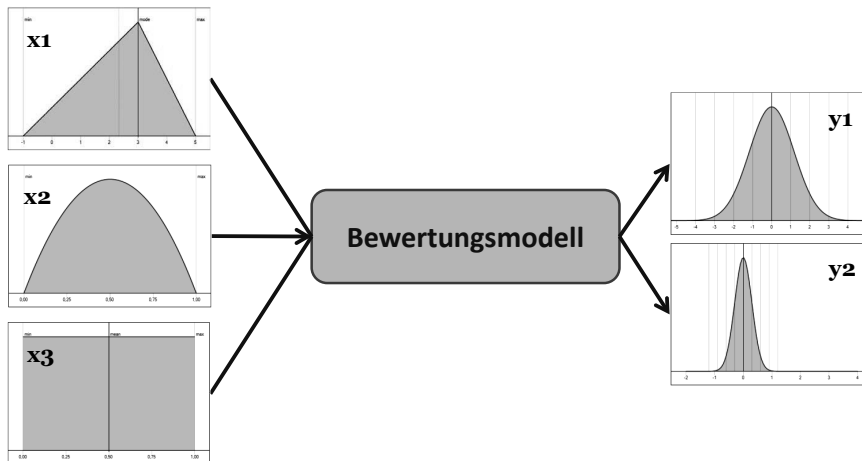 min mode max
x1
-1 0 1 2 3 4 5
min max
x2
0,00 0,25 0,50 0,75 1,00
min mean max
x3
0,00 0,25 0,50 0,75 1,00
Bewertungsmodell
y1
-5 -4 -3 -2 -1 0 1 2 3 4
y2
-2 -1 0 1 2 3 4